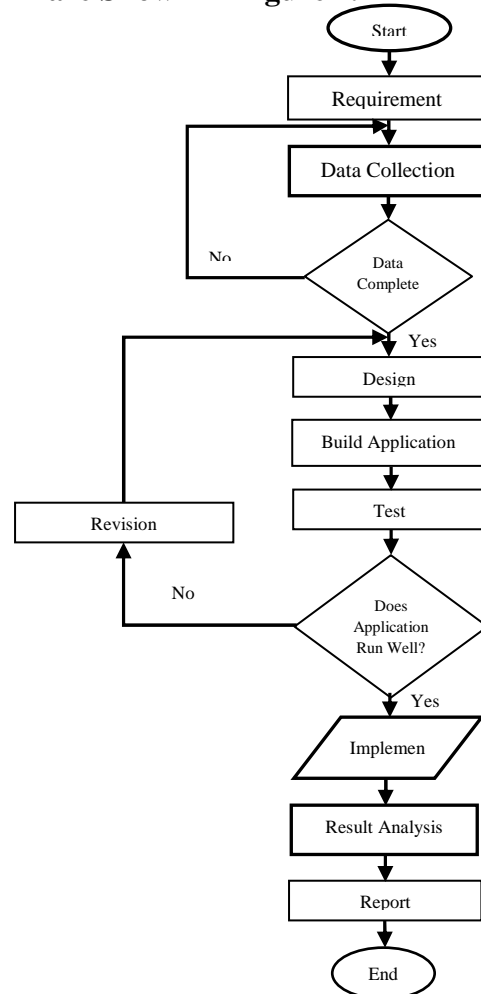 Start
Requirement
Data Collection
No
Data
Complete
Yes
Design
Build Application
Test
Revision
No
Does
Application
Run Well?
Yes
Implemen
Result Analysis
Report
End